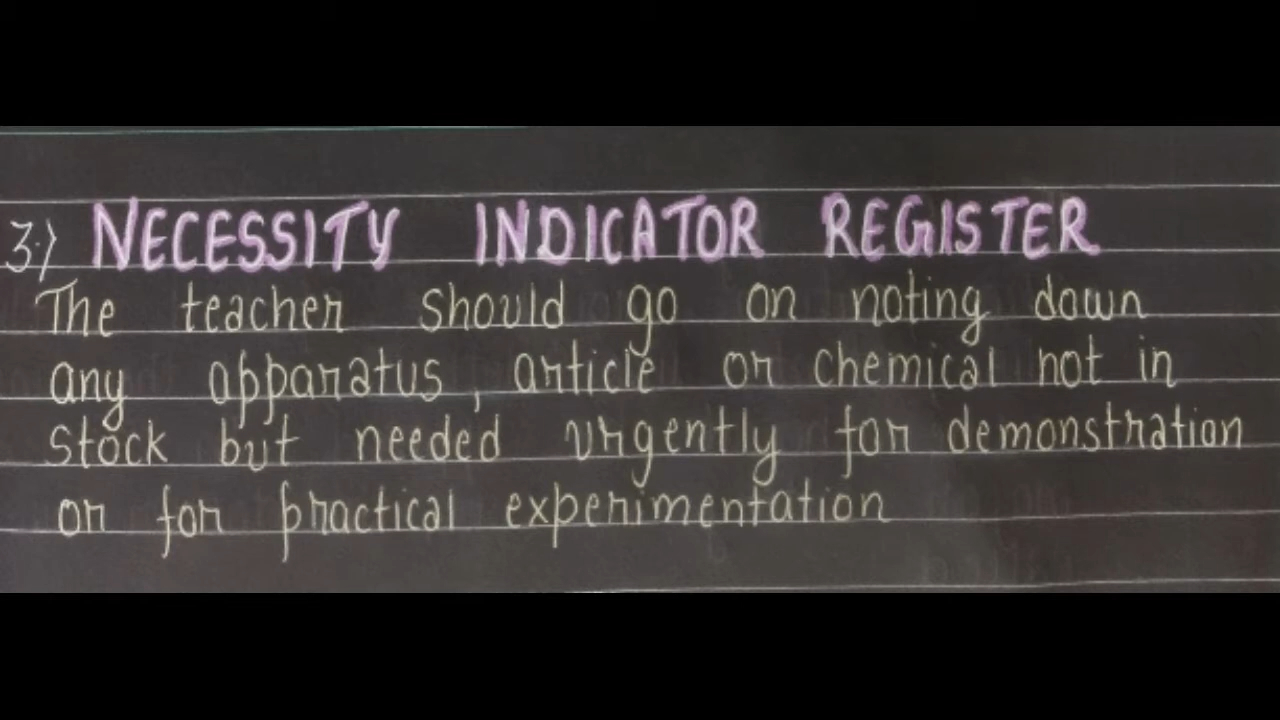 3.) NECESSITY INDICATOR REGISTER
The teacher should go on noting down
any apparatus, article or chemical not in
stock but needed urgently for demonstration
or for practical experimentation